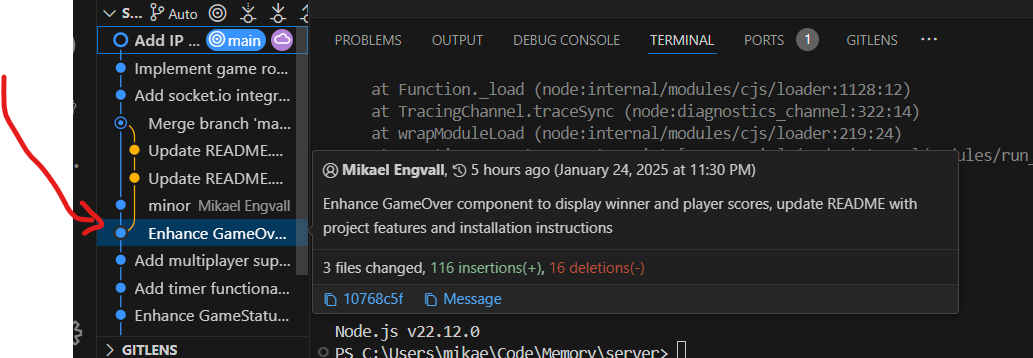 S... Auto
Add IP ... main
Implement game ro...
Add socket.io integr...
Merge branch 'ma...
Update README....
Update README....
minor Mikael Engvall
Enhance GameOv...
Add multiplayer sup...
Add timer functiona...
Enhance GameStatu...
GITLENS
PROBLEMS OUTPUT DEBUG CONSOLE TERMINAL PORTS 1 GITLENS ...
at Function._load (node:internal/modules/cjs/loader:1128:12)
at TracingChannel.traceSync (node:diagnostics_channel:322:14)
at wrapModuleLoad (node:internal/modules/cjs/loader:219:24)
Mikael Engvall, 5 hours ago (January 24, 2025 at 11:30 PM)
Enhance GameOver component to display winner and player scores, update README with
project features and installation instructions
3 files changed, 116 insertions(+), 16 deletions(-)
10768c5f Message
Node.js v22.12.0
PS C:\Users\mikae\Code\Memory\server>